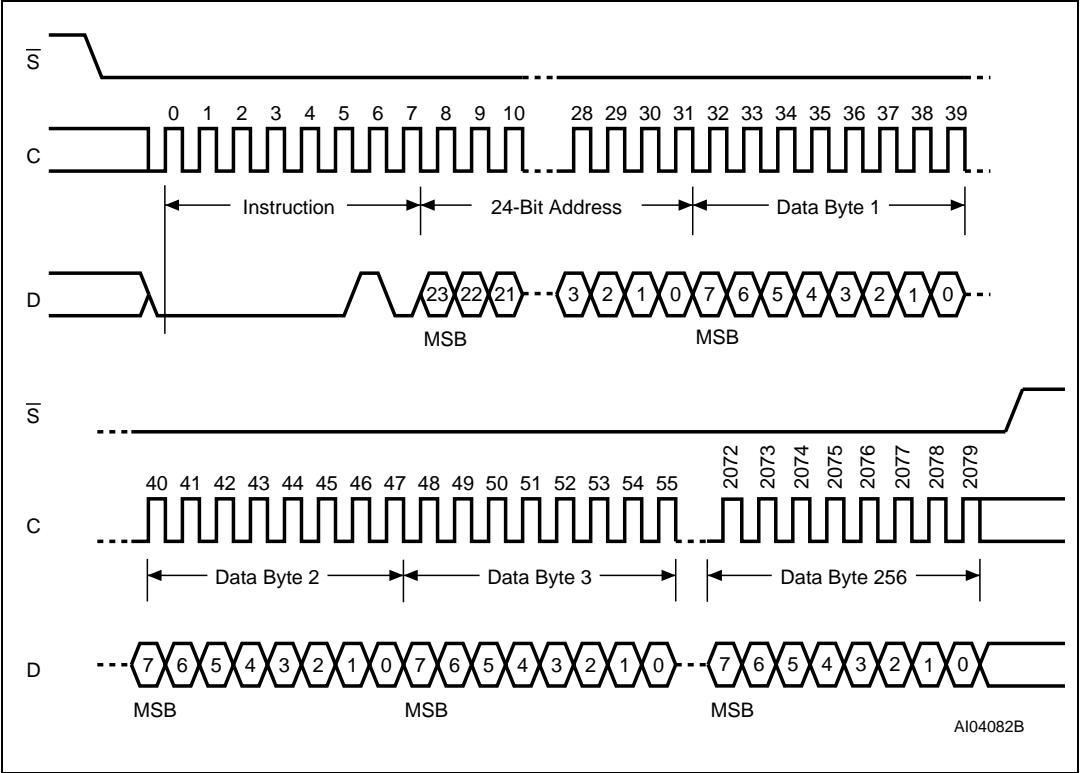 S
0 1 2 3 4 5 6 7 8 9 10 28 29 30 31 32 33 34 35 36 37 38 39
C
Instruction 24-Bit Address Data Byte 1
D
23 22 21 3 2 1 0 7 6 5 4 3 2 1 0
MSB MSB
S
2072 2073 2074 2075 2076 2077 2078 2079
40 41 42 43 44 45 46 47 48 49 50 51 52 53 54 55
C
Data Byte 2 Data Byte 3 Data Byte 256
D
7 6 5 4 3 2 1 0 7 6 5 4 3 2 1 0 7 6 5 4 3 2 1 0
MSB MSB MSB
AI04082B